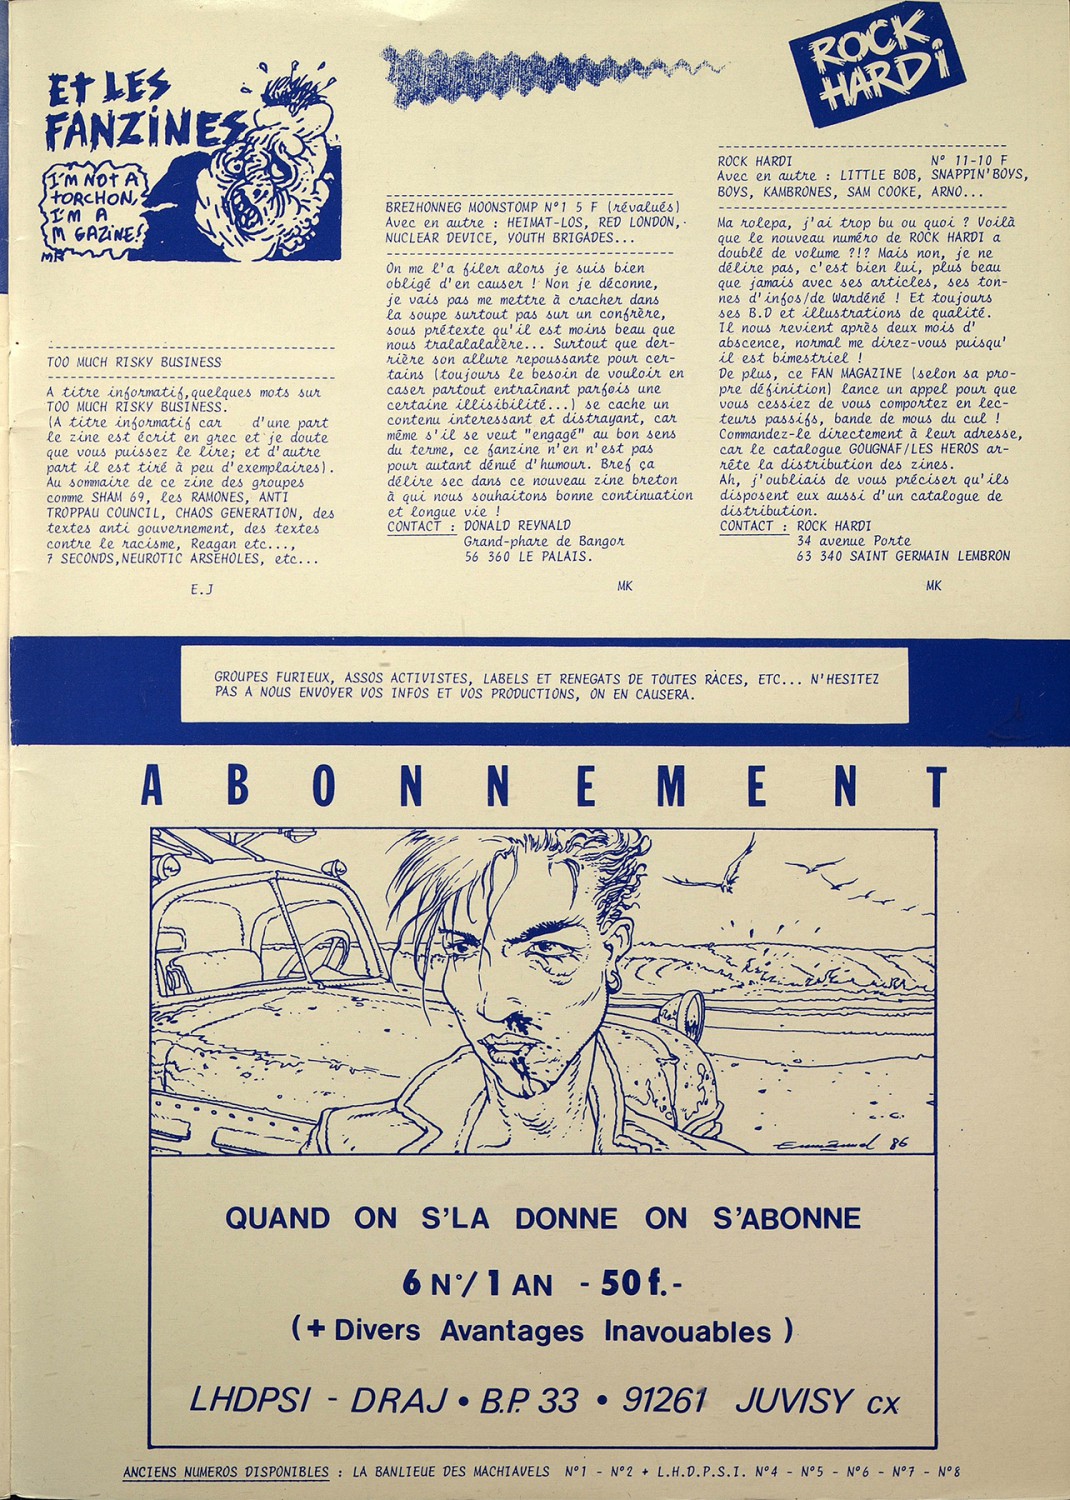 ET LES
FANZINES
I'M NOT A
TORCHON,
I'M A
M GAZINE!
MR
TOO MUCH RISKY BUSINESS
A titre informatif,quelques mots sur
TOO MUCH RISKY BUSINESS.
(A titre informatif car d'une part
le zine est écrit en grec et je doute
que vous puissez le lire; et d'autre
part il est tiré à peu d'exemplaires).
Au sommaire de ce zine des groupes
comme SHAM 69, les RAMONES, ANTI
TROPPAU COUNCIL, CHAOS GENERATION, des
textes anti gouvernement, des textes
contre le racisme, Reagan etc...,
7 SECONDS,NEUROTIC ARSEHOLES, etc...
E.J
BREZHONNEG MOONSTOMP N°1 5 F (révalués)
Avec en autre : HEIMAT-LOS, RED LONDON,
NUCLEAR DEVICE, YOUTH BRIGADES...
On me l'a filer alors je suis bien
obligé d'en causer ! Non je déconne,
je vais pas me mettre à cracher dans
la soupe surtout pas sur un confrère,
sous prétexte qu'il est moins beau que
nous tralalalalère... Surtout que der-
rière son allure repoussante pour cer-
tains (toujours le besoin de vouloir en
caser partout entraînant parfois une
certaine illisibilité...) se cache un
contenu interessant et distrayant, car
même s'il se veut "engagé" au bon sens
du terme, ce fanzine n'en n'est pas
pour autant dénué d'humour. Bref ça
délire sec dans ce nouveau zine breton
à qui nous souhaitons bonne continuation
et longue vie !
CONTACT : DONALD REYNALD
Grand-phare de Bangor
56 360 LE PALAIS.
MK
ROCK
HARDI
ROCK HARDI N° 11-10 F
Avec en autre : LITTLE BOB, SNAPPIN'BOYS,
BOYS, KAMBRONES, SAM COOKE, ARNO...
Ma rolepa, j'ai trop bu ou quoi ? Voilà
que le nouveau numéro de ROCK HARDI a
doublé de volume ?!? Mais non, je ne
délire pas, c'est bien lui, plus beau
que jamais avec ses articles, ses ton-
nes d'infos/de Wardéné ! Et toujours
ses B.D et illustrations de qualité.
Il nous revient après deux mois d'
abscence, normal me direz-vous puisqu'
il est bimestriel !
De plus, ce FAN MAGAZINE (selon sa pro-
pre définition) lance un appel pour que
vous cessiez de vous comportez en lec-
teurs passifs, bande de mous du cul !
Commandez-le directement à leur adresse,
car le catalogue GOUGNAF/LES HEROS ar-
rête la distribution des zines.
Ah, j'oubliais de vous préciser qu'ils
disposent eux aussi d'un catalogue de
distribution.
CONTACT : ROCK HARDI
34 avenue Porte
63 340 SAINT GERMAIN LEMBRON
MK
GROUPES FURIEUX, ASSOS ACTIVISTES, LABELS ET RENEGATS DE TOUTES RACES, ETC... N'HESITEZ
PAS A NOUS ENVOYER VOS INFOS ET VOS PRODUCTIONS, ON EN CAUSERA.
ABONNEMENT
Emmanuel 86
QUAND ON S'LA DONNE ON S'ABONNE
6 N°/ 1 AN - 50 f.-
(+ Divers Avantages Inavouables )
LHDPSI - DRAJ • B.P. 33 • 91261 JUVISY CX
ANCIENS NUMEROS DISPONIBLES : LA BANLIEUE DES MACHIAVELS N°1 - N°2 + L.H.D.P.S.I. N°4 - N°5 - N°6 - N°7 - N°8